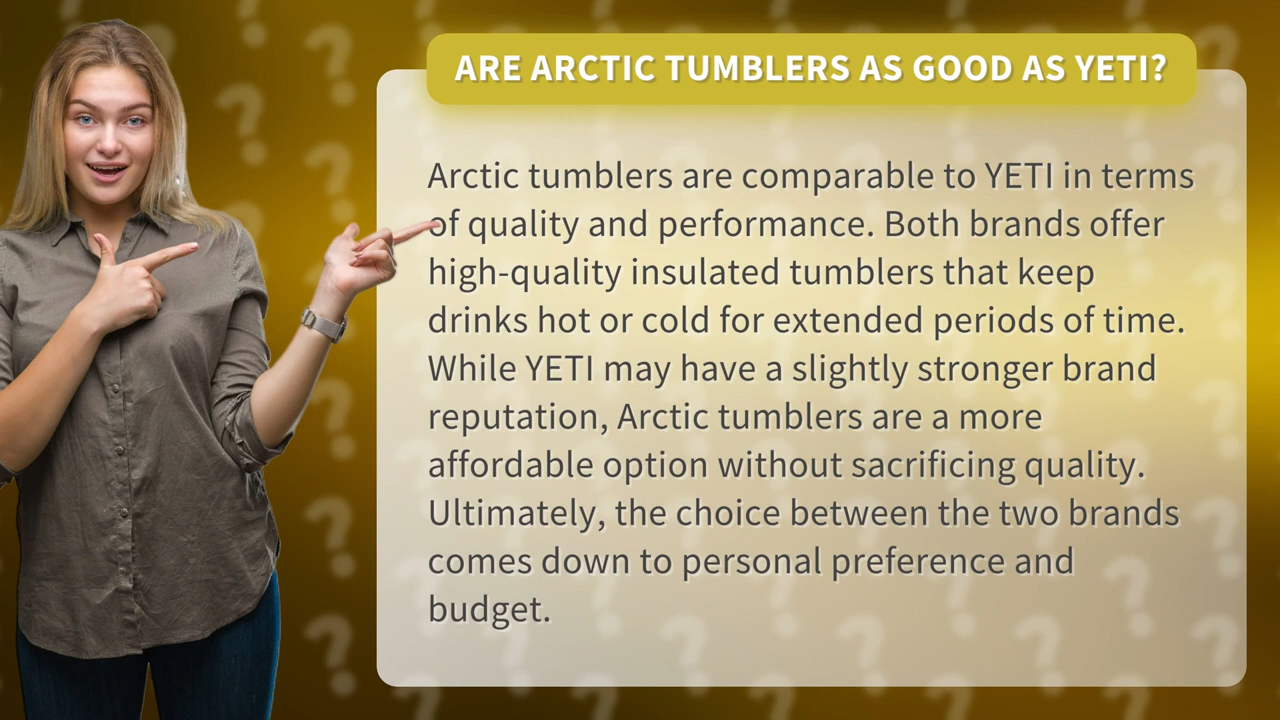 ARE ARCTIC TUMBLERS AS GOOD AS YETI?
Arctic tumblers are comparable to YETI in terms
of quality and performance. Both brands offer
high-quality insulated tumblers that keep
drinks hot or cold for extended periods of time.
While YETI may have a slightly stronger brand
reputation, Arctic tumblers are a more
affordable option without sacrificing quality.
Ultimately, the choice between the two brands
comes down to personal preference and
budget.